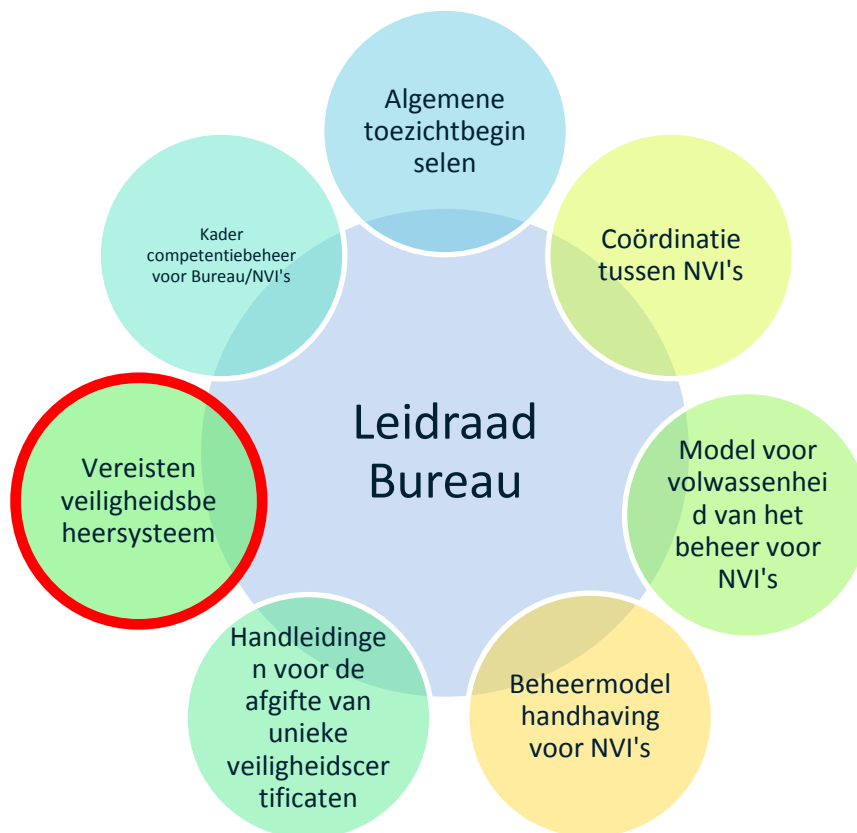 Algemene
toezichtbegin
selen
Coördinatie
tussen NVI's
Model voor
volwassenhei
d van het
beheer voor
NVI's
Beheermodel
handhaving
voor NVI's
Handleidinge
n voor de
afgifte van
unieke
veiligheidscer
tificaten
Vereisten
veiligheidsbe
heersysteem
Kader
competentiebeheer
voor Bureau/NVI's
Leidraad
Bureau